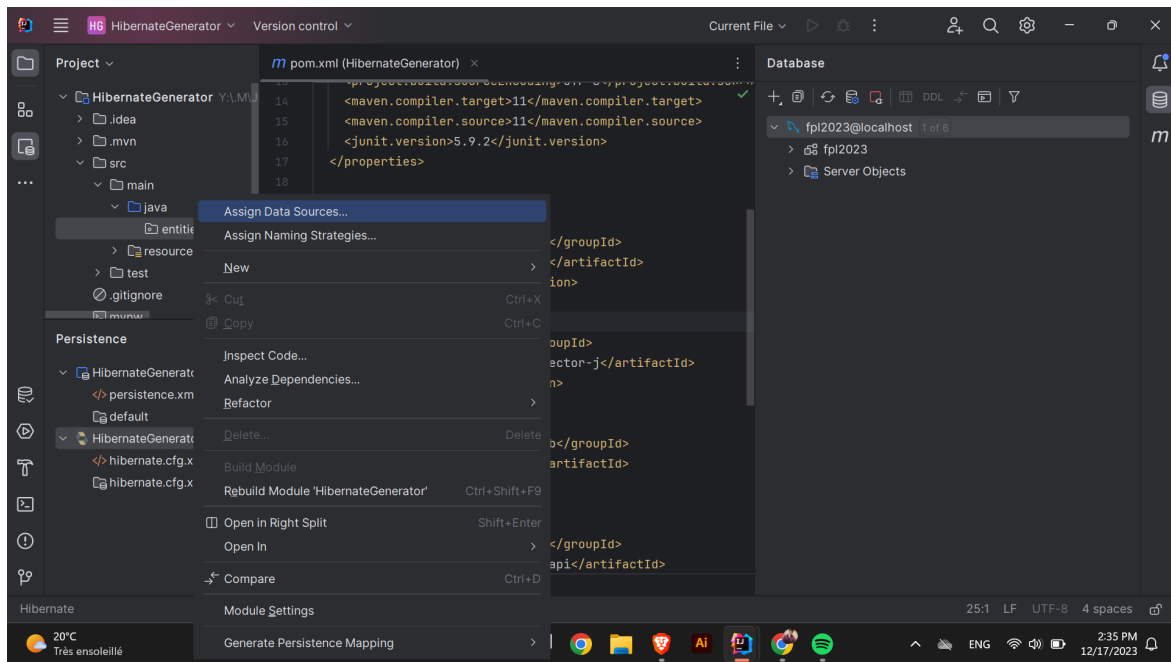 HG HibernateGenerator Version control Current File
Project
HibernateGenerator Y:\.M\J
.idea
.mvn
src
main
java
entitie
resource
test
.gitignore
mvnw
Persistence
HibernateGenerato
persistence.xm
default
HibernateGenerato
hibernate.cfg.x
hibernate.cfg.x
m pom.xml (HibernateGenerator)
14 <maven.compiler.target>11</maven.compiler.target>
15 <maven.compiler.source>11</maven.compiler.source>
16 <junit.version>5.9.2</junit.version>
17 </properties>
18
</groupId>
</artifactId>
ion>
oupId>
ector-j</artifactId>
n>
b</groupId>
artifactId>
</groupId>
api</artifactId>
Assign Data Sources...
Assign Naming Strategies...
New
Cut Ctrl+X
Copy Ctrl+C
Inspect Code...
Analyze Dependencies...
Refactor
Delete... Delete
Build Module
Rebuild Module 'HibernateGenerator' Ctrl+Shift+F9
Open in Right Split Shift+Enter
Open In
Compare Ctrl+D
Module Settings
Generate Persistence Mapping
Database
DDL
fpl2023@localhost 1 of 6
fpl2023
Server Objects
m
Hibernate 25:1 LF UTF-8 4 spaces
20°C
Très ensoleillé
Ai
ENG
2:35 PM
12/17/2023